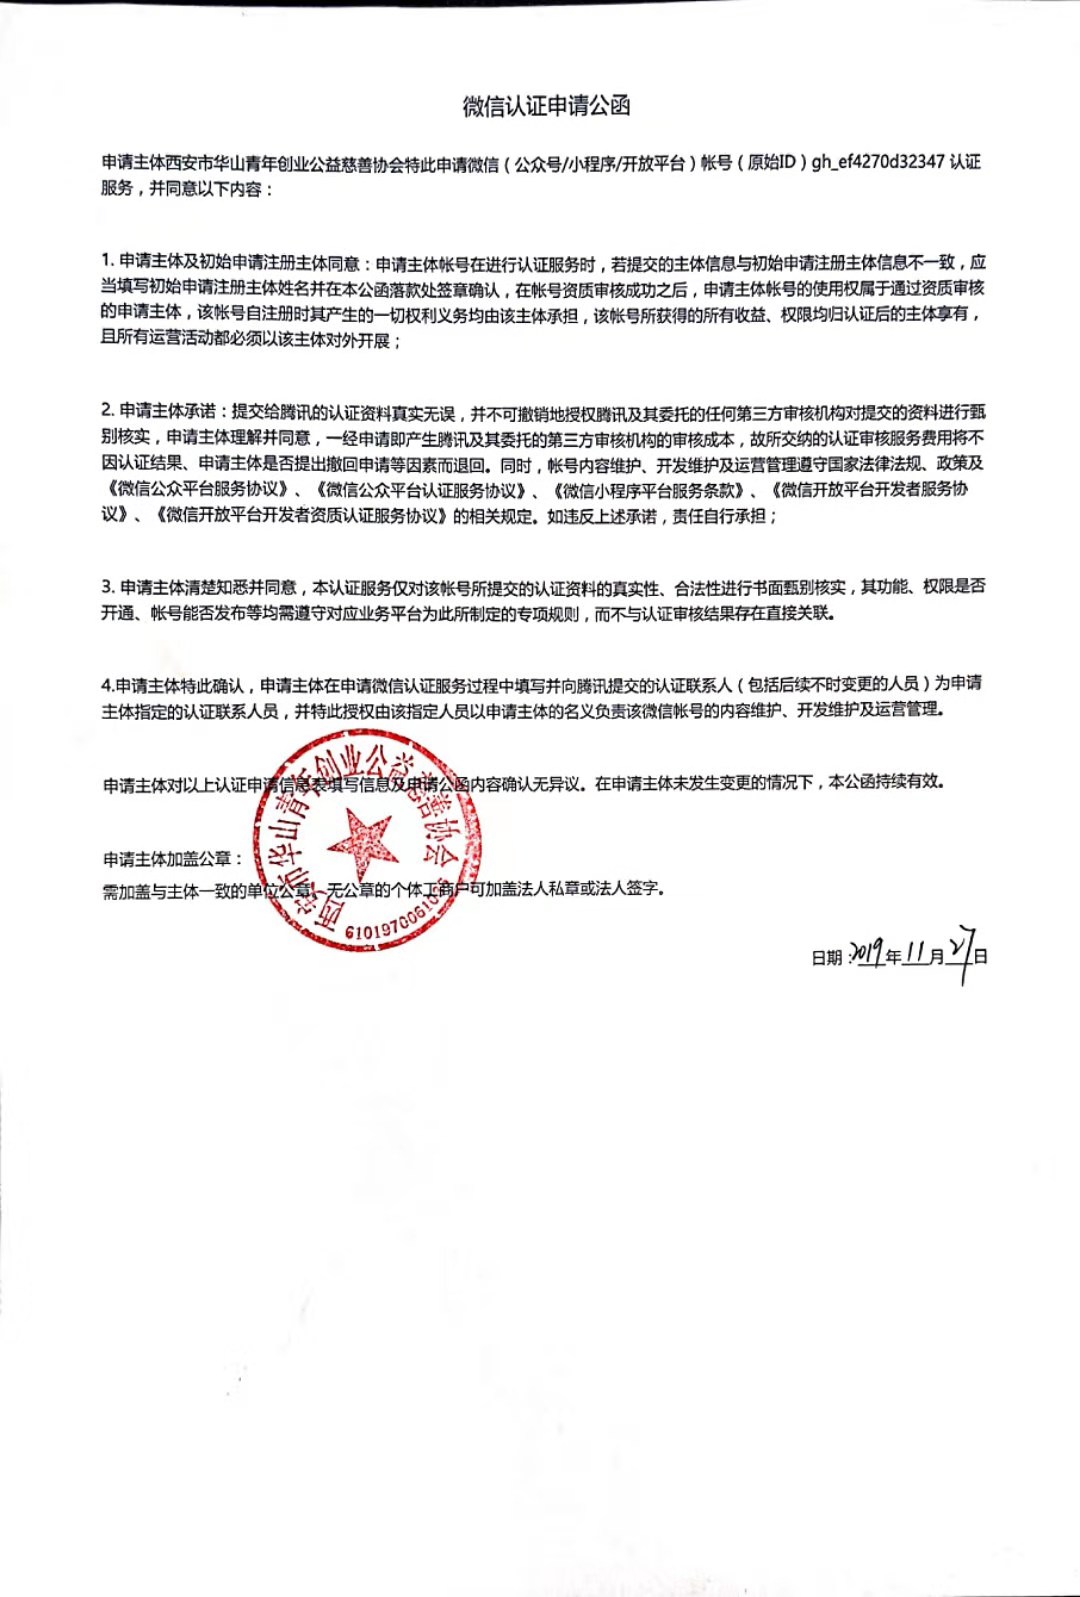 微信认证申请公函
申请主体西安市华山青年创业公益慈善协会特此申请微信（公众号/小程序/开放平台）帐号（原始ID）gh_ef4270d32347 认证
服务，并同意以下内容：
1. 申请主体及初始申请注册主体同意：申请主体帐号在进行认证服务时，若提交的主体信息与初始申请注册主体信息不一致，应
当填写初始申请注册主体姓名并在本公函落款处签章确认，在帐号资质审核成功之后，申请主体帐号的使用权属于通过资质审核
的申请主体，该帐号自注册时其产生的一切权利义务均由该主体承担，该帐号所获得的所有收益、权限均归认证后的主体享有，
且所有运营活动都必须以该主体对外开展；
2. 申请主体承诺：提交给腾讯的认证资料真实无误，并不可撤销地授权腾讯及其委托的任何第三方审核机构对提交的资料进行甄
别核实，申请主体理解并同意，一经申请即产生腾讯及其委托的第三方审核机构的审核成本，故所交纳的认证审核服务费用将不
因认证结果、申请主体是否提出撤回申请等因素而退回。同时，帐号内容维护、开发维护及运营管理遵守国家法律法规、政策及
《微信公众平台服务协议》、《微信公众平台认证服务协议》、《微信小程序平台服务条款》、《微信开放平台开发者服务协
议》、《微信开放平台开发者资质认证服务协议》的相关规定。如违反上述承诺，责任自行承担；
3. 申请主体清楚知悉并同意，本认证服务仅对该帐号所提交的认证资料的真实性、合法性进行书面甄别核实，其功能、权限是否
开通、帐号能否发布等均需遵守对应业务平台为此所制定的专项规则，而不与认证审核结果存在直接关联。
4.申请主体特此确认，申请主体在申请微信认证服务过程中填写并向腾讯提交的认证联系人（包括后续不时变更的人员）为申请
主体指定的认证联系人员，并特此授权由该指定人员以申请主体的名义负责该微信帐号的内容维护、开发维护及运营管理。
申请主体对以上认证申请信息表填写信息及申请公函内容确认无异议。在申请主体未发生变更的情况下，本公函持续有效。
申请主体加盖公章：
需加盖与主体一致的单位公章，无公章的个体工商户可加盖法人私章或法人签字。
西安市华山青年创业公益慈善协会
日期：2019年11月27日